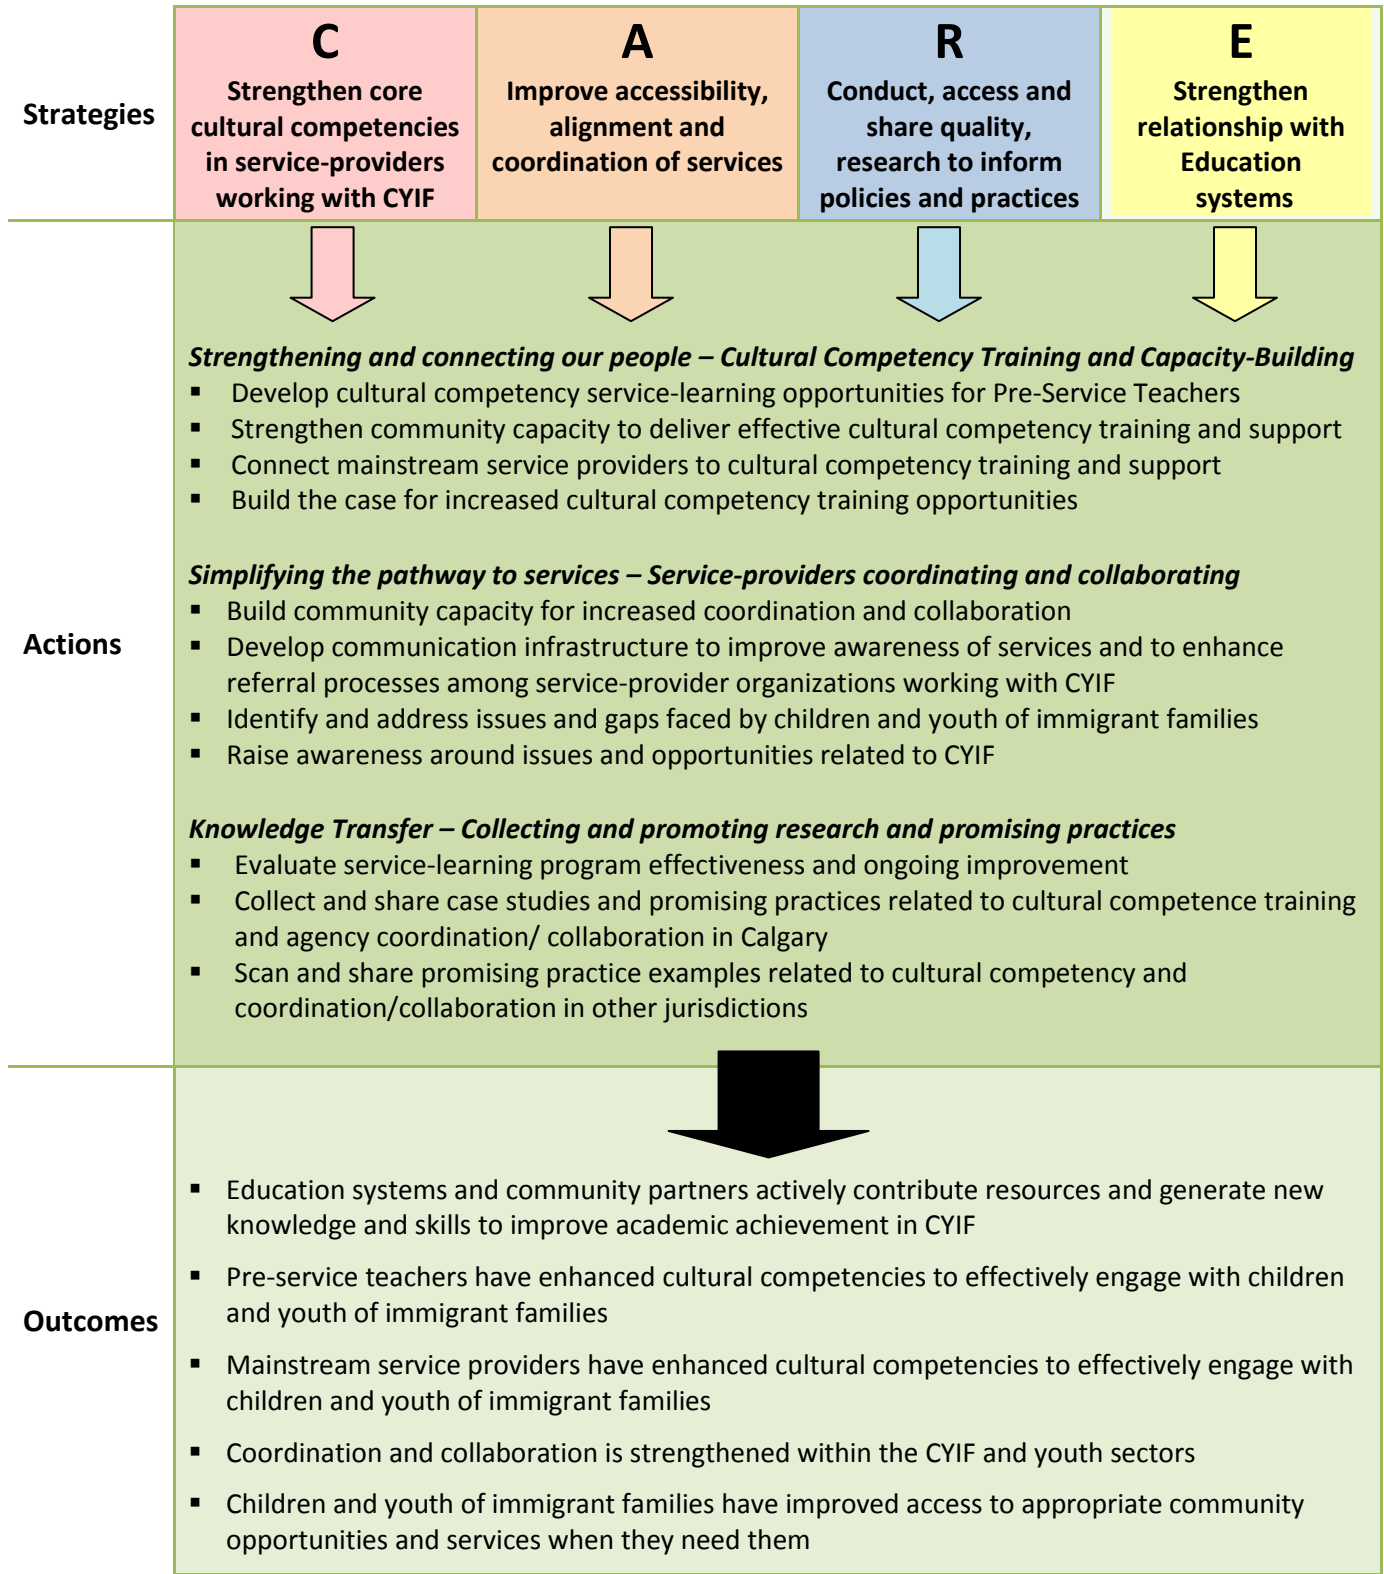 Strategies
C
Strengthen core
cultural competencies
in service-providers
working with CYIF
A
Improve accessibility,
alignment and
coordination of services
R
Conduct, access and
share quality,
research to inform
policies and practices
E
Strengthen
relationship with
Education
systems
Actions
Strengthening and connecting our people – Cultural Competency Training and Capacity-Building
▪ Develop cultural competency service-learning opportunities for Pre-Service Teachers
▪ Strengthen community capacity to deliver effective cultural competency training and support
▪ Connect mainstream service providers to cultural competency training and support
▪ Build the case for increased cultural competency training opportunities
Simplifying the pathway to services – Service-providers coordinating and collaborating
▪ Build community capacity for increased coordination and collaboration
▪ Develop communication infrastructure to improve awareness of services and to enhance
referral processes among service-provider organizations working with CYIF
▪ Identify and address issues and gaps faced by children and youth of immigrant families
▪ Raise awareness around issues and opportunities related to CYIF
Knowledge Transfer – Collecting and promoting research and promising practices
▪ Evaluate service-learning program effectiveness and ongoing improvement
▪ Collect and share case studies and promising practices related to cultural competence training
and agency coordination/ collaboration in Calgary
▪ Scan and share promising practice examples related to cultural competency and
coordination/collaboration in other jurisdictions
Outcomes
▪ Education systems and community partners actively contribute resources and generate new
knowledge and skills to improve academic achievement in CYIF
▪ Pre-service teachers have enhanced cultural competencies to effectively engage with children
and youth of immigrant families
▪ Mainstream service providers have enhanced cultural competencies to effectively engage with
children and youth of immigrant families
▪ Coordination and collaboration is strengthened within the CYIF and youth sectors
▪ Children and youth of immigrant families have improved access to appropriate community
opportunities and services when they need them